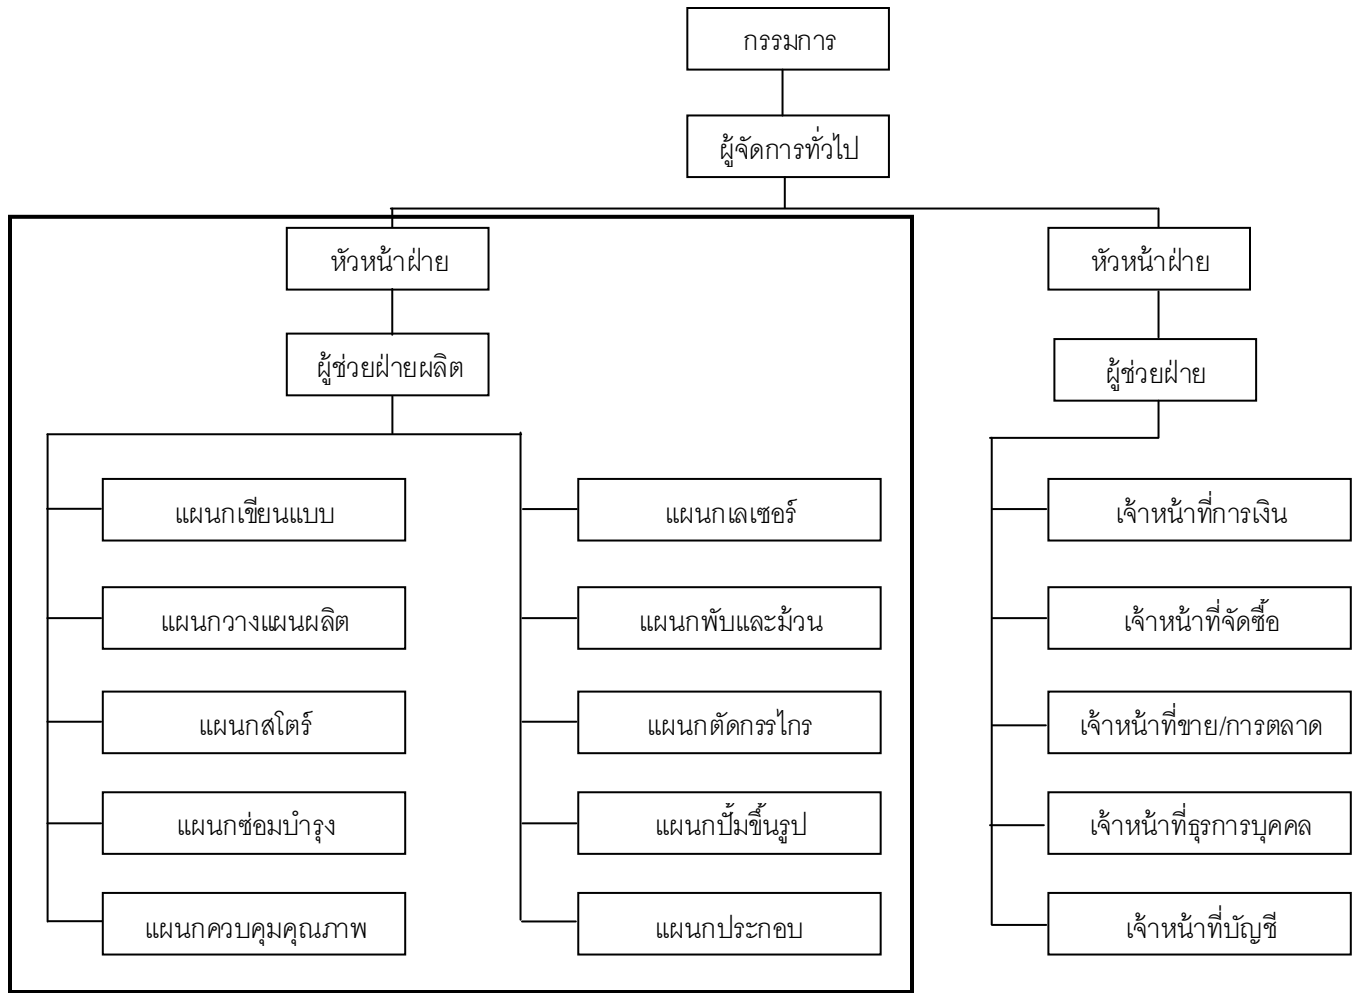 กรรมการ
ผู้จัดการทั่วไป
หัวหน้าฝ่าย
หัวหน้าฝ่าย
ผู้ช่วยฝ่ายผลิต
ผู้ช่วยฝ่าย
แผนกเขียนแบบ
แผนกเลเซอร์
เจ้าหน้าที่การเงิน
แผนกวางแผนผลิต
แผนกพับและม้วน
เจ้าหน้าที่จัดซื้อ
แผนกสโตร์
แผนกตัดกรรไกร
เจ้าหน้าที่ขาย/การตลาด
แผนกซ่อมบำรุง
แผนกปั้มขึ้นรูป
เจ้าหน้าที่ธุรการบุคคล
แผนกควบคุมคุณภาพ
แผนกประกอบ
เจ้าหน้าที่บัญชี